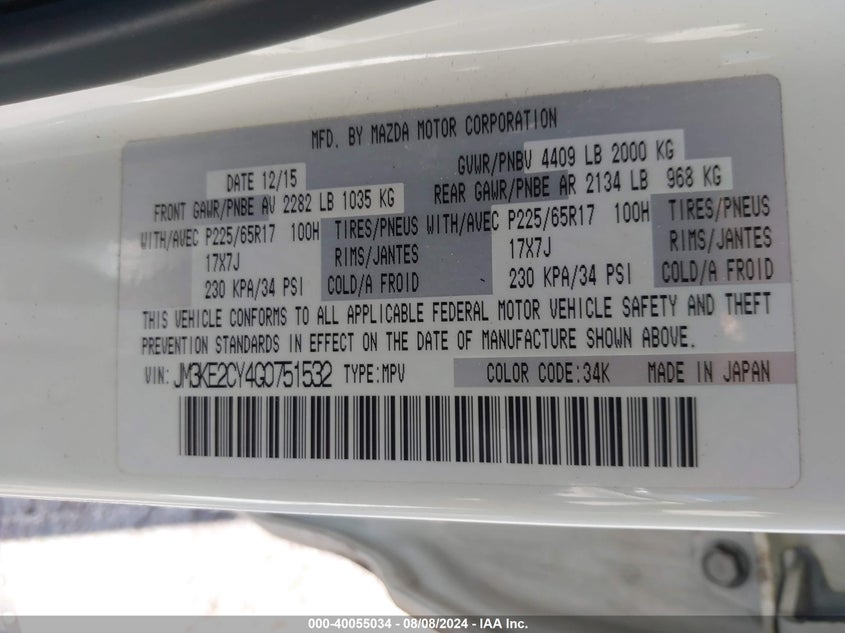 MFD. BY MAZDA MOTOR CORPORATION
DATE 12/15 GVWR/PNBV 4409 LB 2000 KG
FRONT GAWR/PNBE AV 2282 LB 1035 KG REAR GAWR/PNBE AR 2134 LB 968 KG
WITH/AVEC P225/65R17 100H TIRES/PNEUS WITH/AVEC P225/65R17 100H TIRES/PNEUS
17X7J RIMS/JANTES 17X7J RIMS/JANTES
230 KPA/34 PSI COLD/A FROID 230 KPA/34 PSI COLD/A FROID
THIS VEHICLE CONFORMS TO ALL APPLICABLE FEDERAL MOTOR VEHICLE SAFETY AND THEFT
PREVENTION STANDARDS IN EFFECT ON THE DATE OF MANUFACTURE SHOWN ABOVE.
VIN: JM3KE2CY4G0751532 TYPE:MPV COLOR CODE:34K MADE IN JAPAN
000-40055034 - 08/08/2024 - IAA Inc.